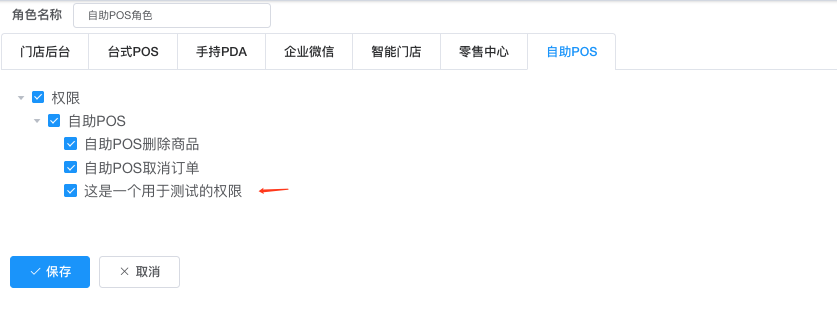 角色名称 自助POS角色
门店后台 台式POS 手持PDA 企业微信 智能门店 零售中心 自助POS
权限
自助POS
自助POS删除商品
自助POS取消订单
这是一个用于测试的权限
保存 取消